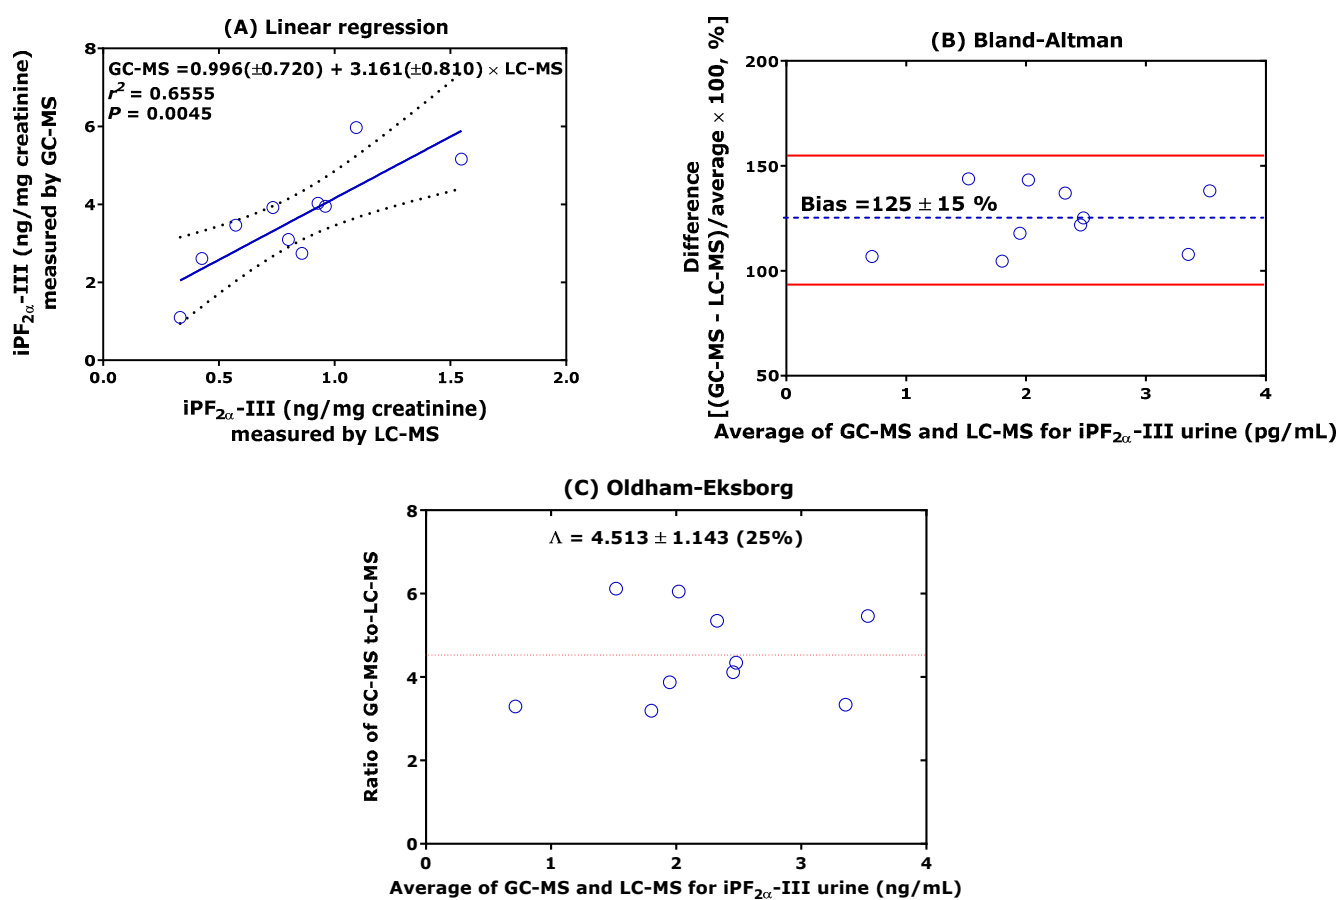 (A) Linear regression
GC-MS =0.996(±0.720) + 3.161(±0.810) × LC-MS
r² = 0.6555
P = 0.0045
8
6
4
2
0
0.0 0.5 1.0 1.5 2.0
iPF₂α-III (ng/mg creatinine)
measured by GC-MS
iPF₂α-III (ng/mg creatinine)
measured by LC-MS
(B) Bland-Altman
Difference
[(GC-MS - LC-MS)/average × 100, %]
200
150
100
50
Bias =125 ± 15 %
0 1 2 3 4
Average of GC-MS and LC-MS for iPF₂α-III urine (pg/mL)
(C) Oldham-Eksborg
Λ = 4.513 ± 1.143 (25%)
Ratio of GC-MS to-LC-MS
8
6
4
2
0
0 1 2 3 4
Average of GC-MS and LC-MS for iPF₂α-III urine (ng/mL)